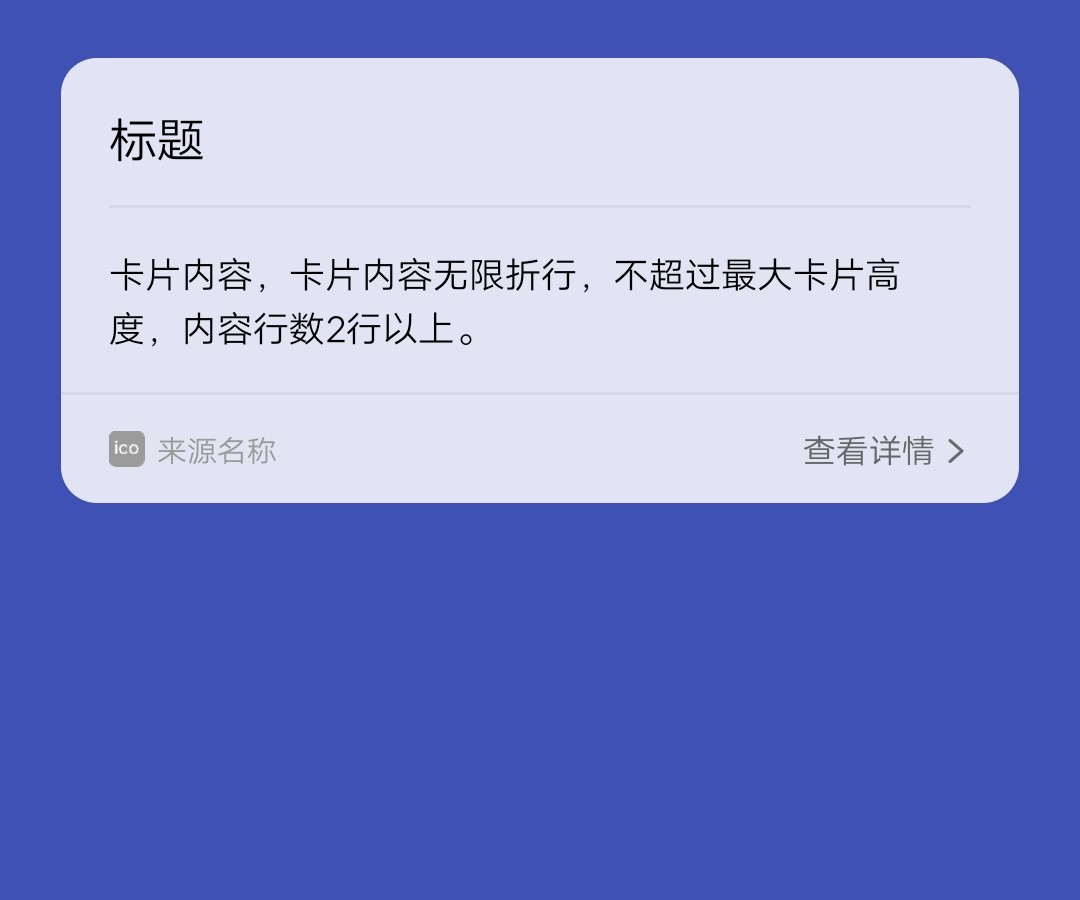 标题
卡片内容，卡片内容无限折行，不超过最大卡片高
度，内容行数2行以上。
ico 来源名称
查看详情